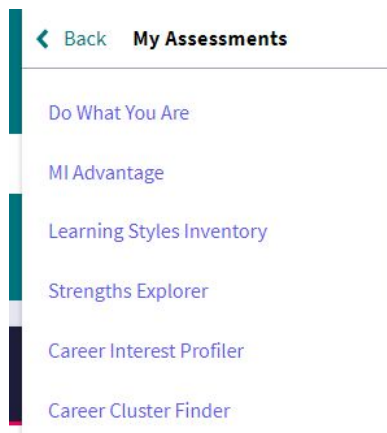 Back My Assessments
Do What You Are
MI Advantage
Learning Styles Inventory
Strengths Explorer
Career Interest Profiler
Career Cluster Finder